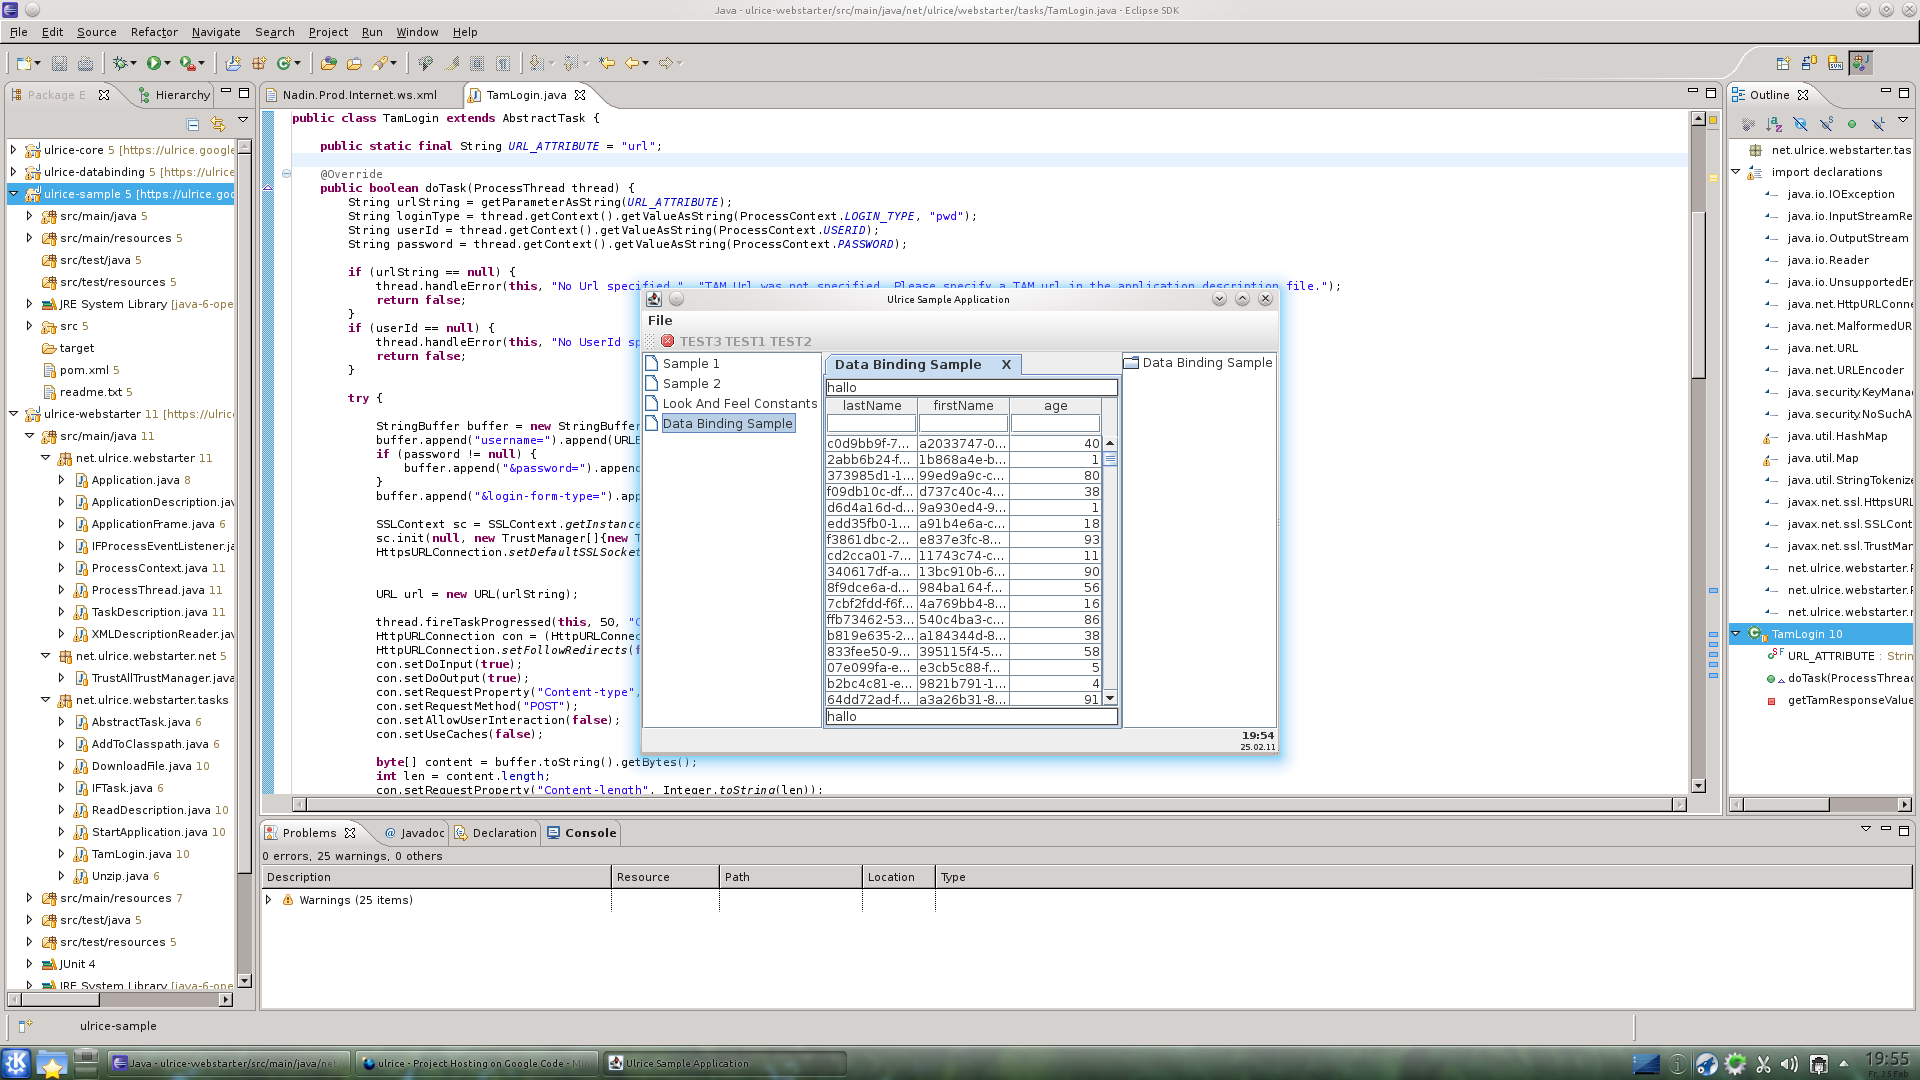 Java - ulrice-webstarter/src/main/java/net/ulrice/webstarter/tasks/TamLogin.java - Eclipse SDK
File Edit Source Refactor Navigate Search Project Run Window Help
Package E
Hierarchy
ulrice-core 5 [https://ulrice.google
ulrice-databinding 5 [https://ulrice
ulrice-sample 5 [https://ulrice.goo
src/main/java 5
src/main/resources 5
src/test/java 5
src/test/resources 5
JRE System Library [java-6-ope
src 5
target
pom.xml 5
readme.txt 5
ulrice-webstarter 11 [https://ulrice
src/main/java 11
net.ulrice.webstarter 11
Application.java 8
ApplicationDescription.jav
ApplicationFrame.java 6
IFProcessEventListener.ja
ProcessContext.java 11
ProcessThread.java 11
TaskDescription.java 11
XMLDescriptionReader.jav
net.ulrice.webstarter.net 5
TrustAllTrustManager.java
net.ulrice.webstarter.tasks
AbstractTask.java 6
AddToClasspath.java 6
DownloadFile.java 10
IFTask.java 6
ReadDescription.java 10
StartApplication.java 10
TamLogin.java 10
Unzip.java 6
src/main/resources 7
src/test/java 5
src/test/resources 5
JUnit 4
JRE System Library [java-6-ope
Nadin.Prod.Internet.ws.xml
TamLogin.java
public class TamLogin extends AbstractTask {
public static final String URL_ATTRIBUTE = "url";
@Override
public boolean doTask(ProcessThread thread) {
String urlString = getParameterAsString(URL_ATTRIBUTE);
String loginType = thread.getContext().getValueAsString(ProcessContext.LOGIN_TYPE, "pwd");
String userId = thread.getContext().getValueAsString(ProcessContext.USERID);
String password = thread.getContext().getValueAsString(ProcessContext.PASSWORD);
if (urlString == null) {
thread.handleError(this, "No Url specified.", "TAM Url was not specified. Please specify a TAM url in the application description file.");
return false;
}
if (userId == null) {
thread.handleError(this, "No UserId sp
return false;
}
try {
StringBuffer buffer = new StringBuffer
buffer.append("username=").append(URLE
if (password != null) {
buffer.append("&password=").appen
}
buffer.append("&login-form-type=").app
SSLContext sc = SSLContext.getInstance
sc.init(null, new TrustManager[]{new T
HttpsURLConnection.setDefaultSSLSocket
URL url = new URL(urlString);
thread.fireTaskProgressed(this, 50, "C
HttpURLConnection con = (HttpURLConnec
HttpURLConnection.setFollowRedirects(f
con.setDoInput(true);
con.setDoOutput(true);
con.setRequestProperty("Content-type",
con.setRequestMethod("POST");
con.setAllowUserInteraction(false);
con.setUseCaches(false);
byte[] content = buffer.toString().getBytes();
int len = content.length;
con.setRequestProperty("Content-length", Integer.toString(len));
Ulrice Sample Application
File
TEST3 TEST1 TEST2
Sample 1
Sample 2
Look And Feel Constants
Data Binding Sample
Data Binding Sample X
hallo
lastName firstName age
c0d9bb9f-7... a2033747-0... 40
2abb6b24-f... 1b868a4e-b... 1
373985d1-1... 99ed9a9c-c... 80
f09db10c-df... d737c40c-4... 38
d6d4a16d-d... 9a930ed4-9... 1
edd35fb0-1... a91b4e6a-c... 18
f3861dbc-2... e837e3fc-8... 93
cd2cca01-7... 11743c74-c... 11
340617df-a... 13bc910b-6... 90
8f9dce6a-d... 984ba164-f... 56
7cbf2fdd-f6f... 4a769bb4-8... 16
ffb73462-53... 540c4ba3-c... 86
b819e635-2... a184344d-8... 38
833fee50-9... 395115f4-5... 58
07e099fa-e... e3cb5c88-f... 5
b2bc4c81-e... 9821b791-1... 4
64dd72ad-f... a3a26b31-8... 91
hallo
Data Binding Sample
19:54
25.02.11
Outline
net.ulrice.webstarter.tas
import declarations
java.io.IOException
java.io.InputStreamRe
java.io.OutputStream
java.io.Reader
java.io.UnsupportedEn
java.net.HttpURLConne
java.net.MalformedUR
java.net.URL
java.net.URLEncoder
java.security.KeyManag
java.security.NoSuchA
java.util.HashMap
java.util.Map
java.util.StringTokenize
javax.net.ssl.HttpsURL
javax.net.ssl.SSLCont
javax.net.ssl.TrustMan
net.ulrice.webstarter.P
net.ulrice.webstarter.P
net.ulrice.webstarter.n
TamLogin 10
URL_ATTRIBUTE : String
doTask(ProcessThread
getTamResponseValue
Problems
Javadoc
Declaration
Console
0 errors, 25 warnings, 0 others
Description Resource Path Location Type
Warnings (25 items)
ulrice-sample
Java - ulrice-webstarter/src/main/java/net
ulrice - Project Hosting on Google Code - Mo
Ulrice Sample Application
19:55
Fr, 25 Feb